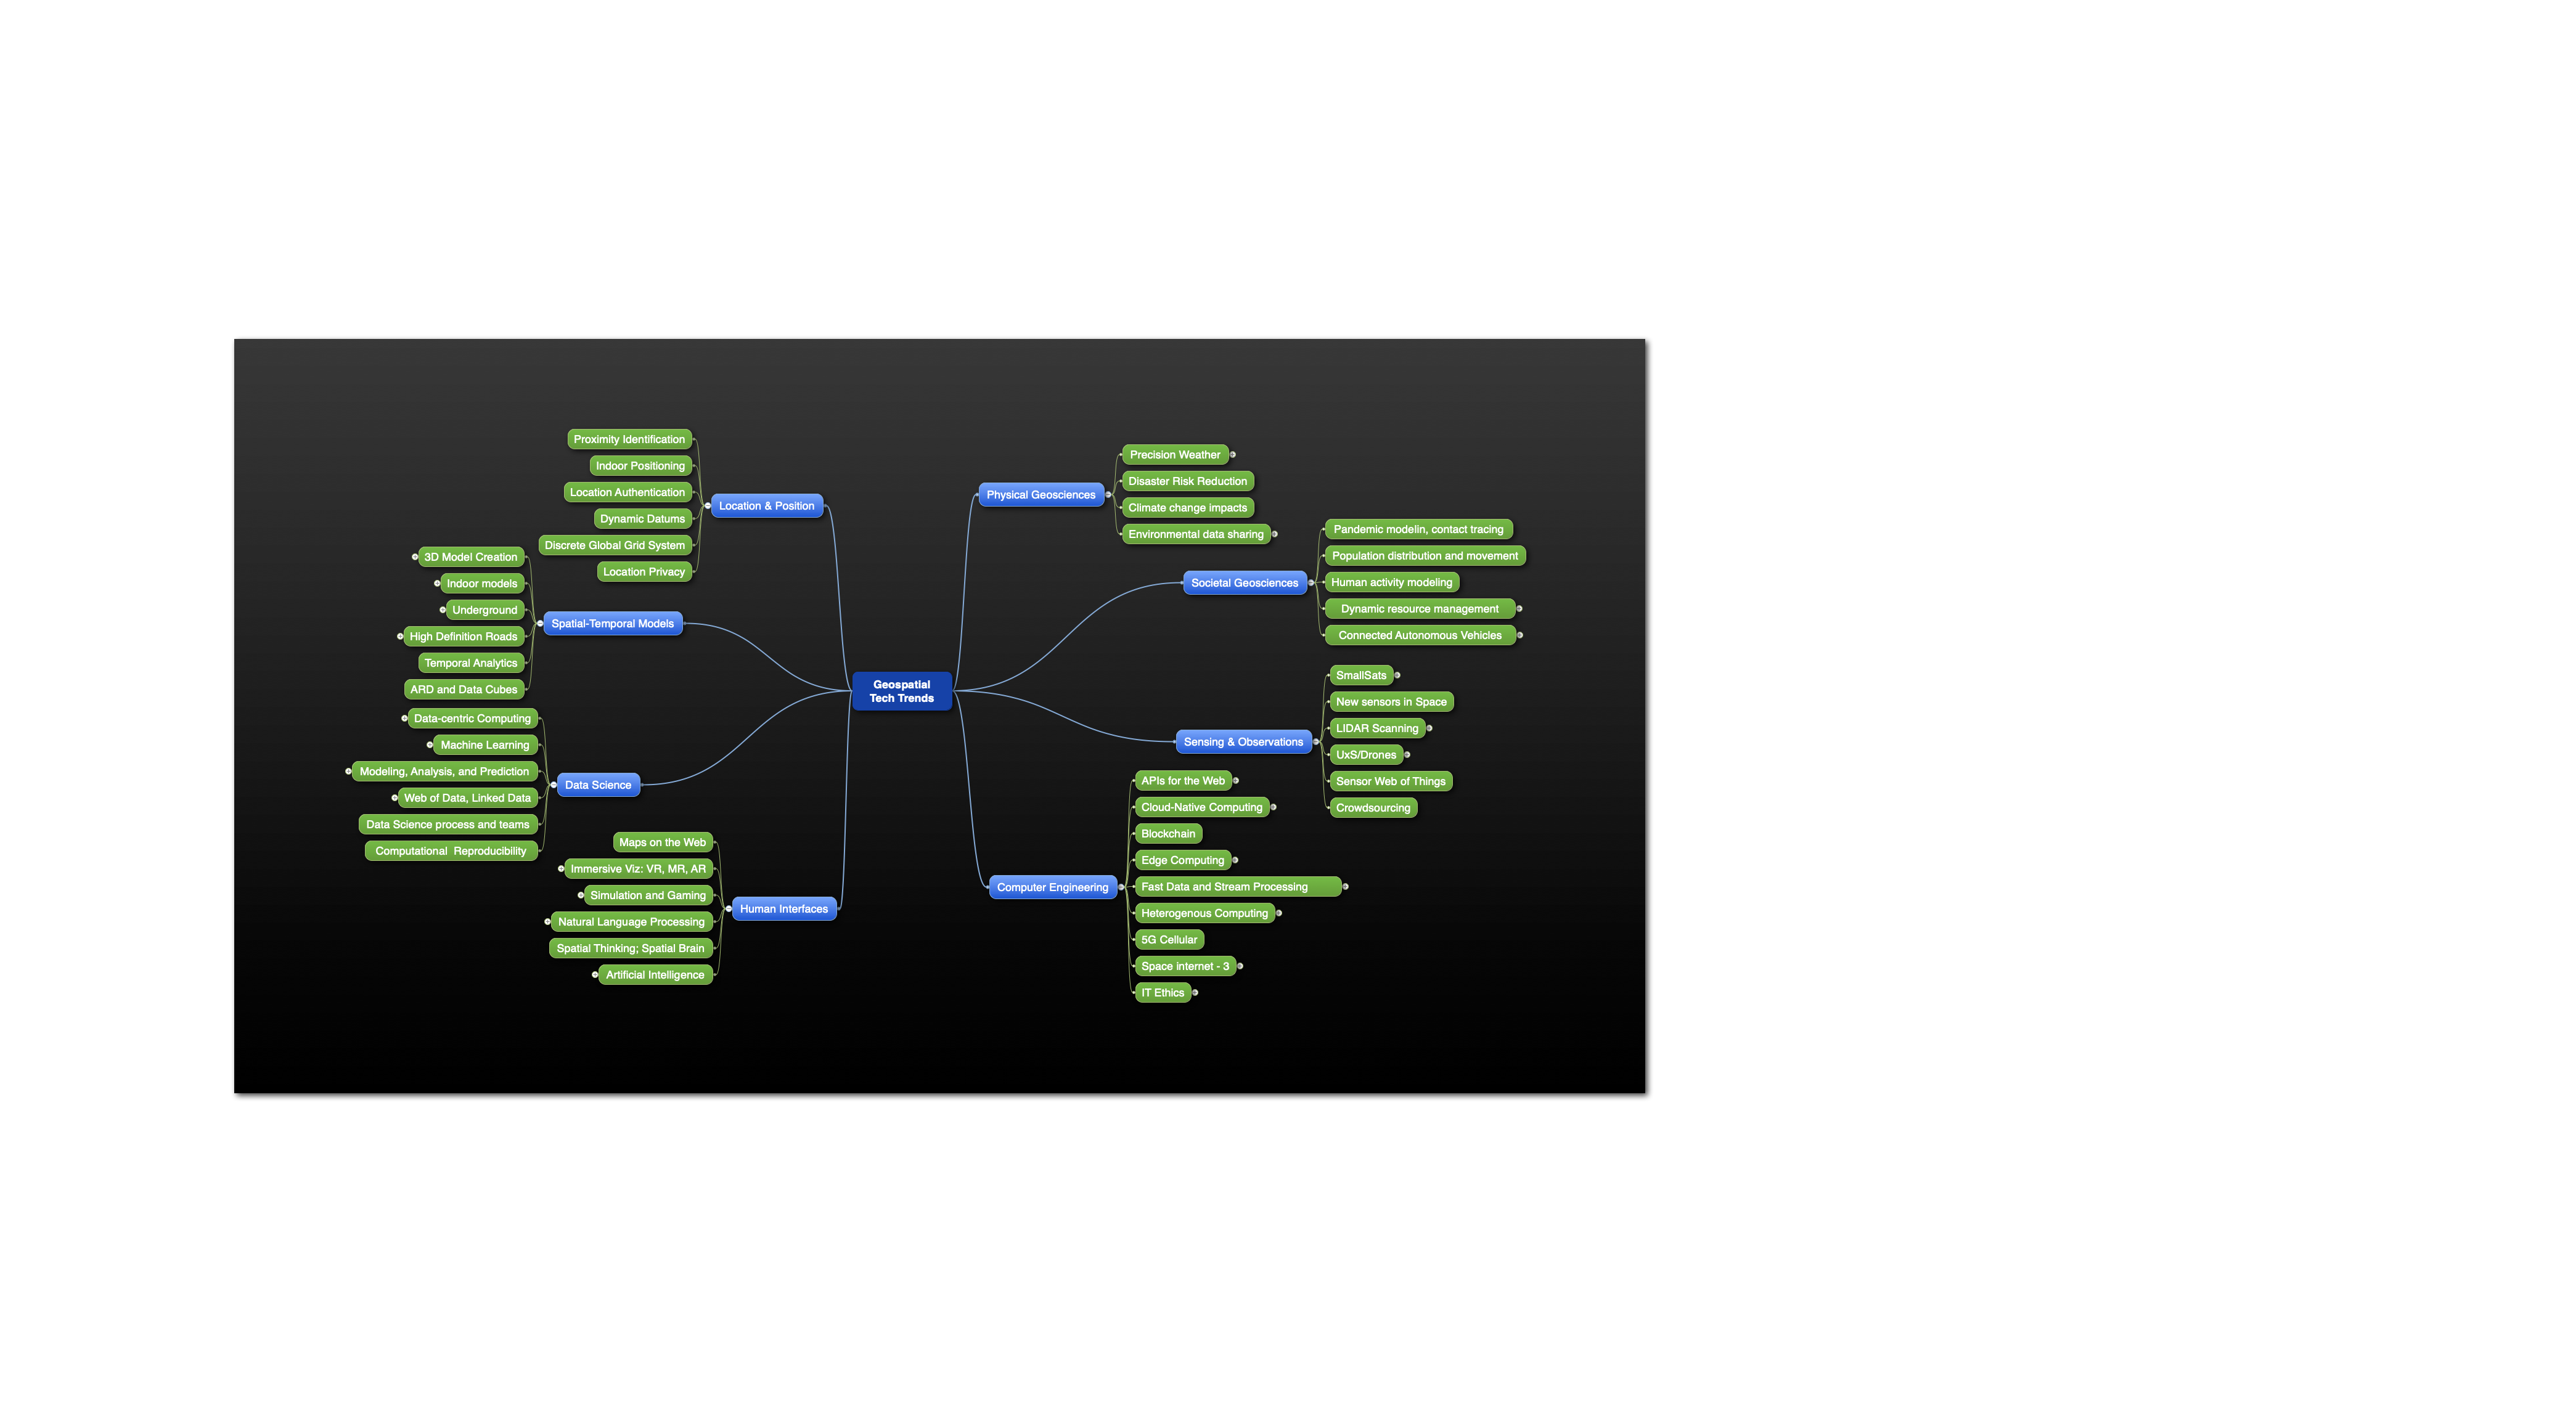 Geospatial
Tech Trends
Location & Position
Proximity Identification
Indoor Positioning
Location Authentication
Dynamic Datums
Discrete Global Grid System
Location Privacy
Spatial-Temporal Models
3D Model Creation
Indoor models
Underground
High Definition Roads
Temporal Analytics
ARD and Data Cubes
Data Science
Data-centric Computing
Machine Learning
Modeling, Analysis, and Prediction
Web of Data, Linked Data
Data Science process and teams
Computational  Reproducibility
Human Interfaces
Maps on the Web
Immersive Viz: VR, MR, AR
Simulation and Gaming
Natural Language Processing
Spatial Thinking; Spatial Brain
Artificial Intelligence
Physical Geosciences
Precision Weather
Disaster Risk Reduction
Climate change impacts
Environmental data sharing
Societal Geosciences
Pandemic modelin, contact tracing
Population distribution and movement
Human activity modeling
Dynamic resource management
Connected Autonomous Vehicles
Sensing & Observations
SmallSats
New sensors in Space
LIDAR Scanning
UxS/Drones
Sensor Web of Things
Crowdsourcing
Computer Engineering
APIs for the Web
Cloud-Native Computing
Blockchain
Edge Computing
Fast Data and Stream Processing
Heterogenous Computing
5G Cellular
Space internet - 3
IT Ethics